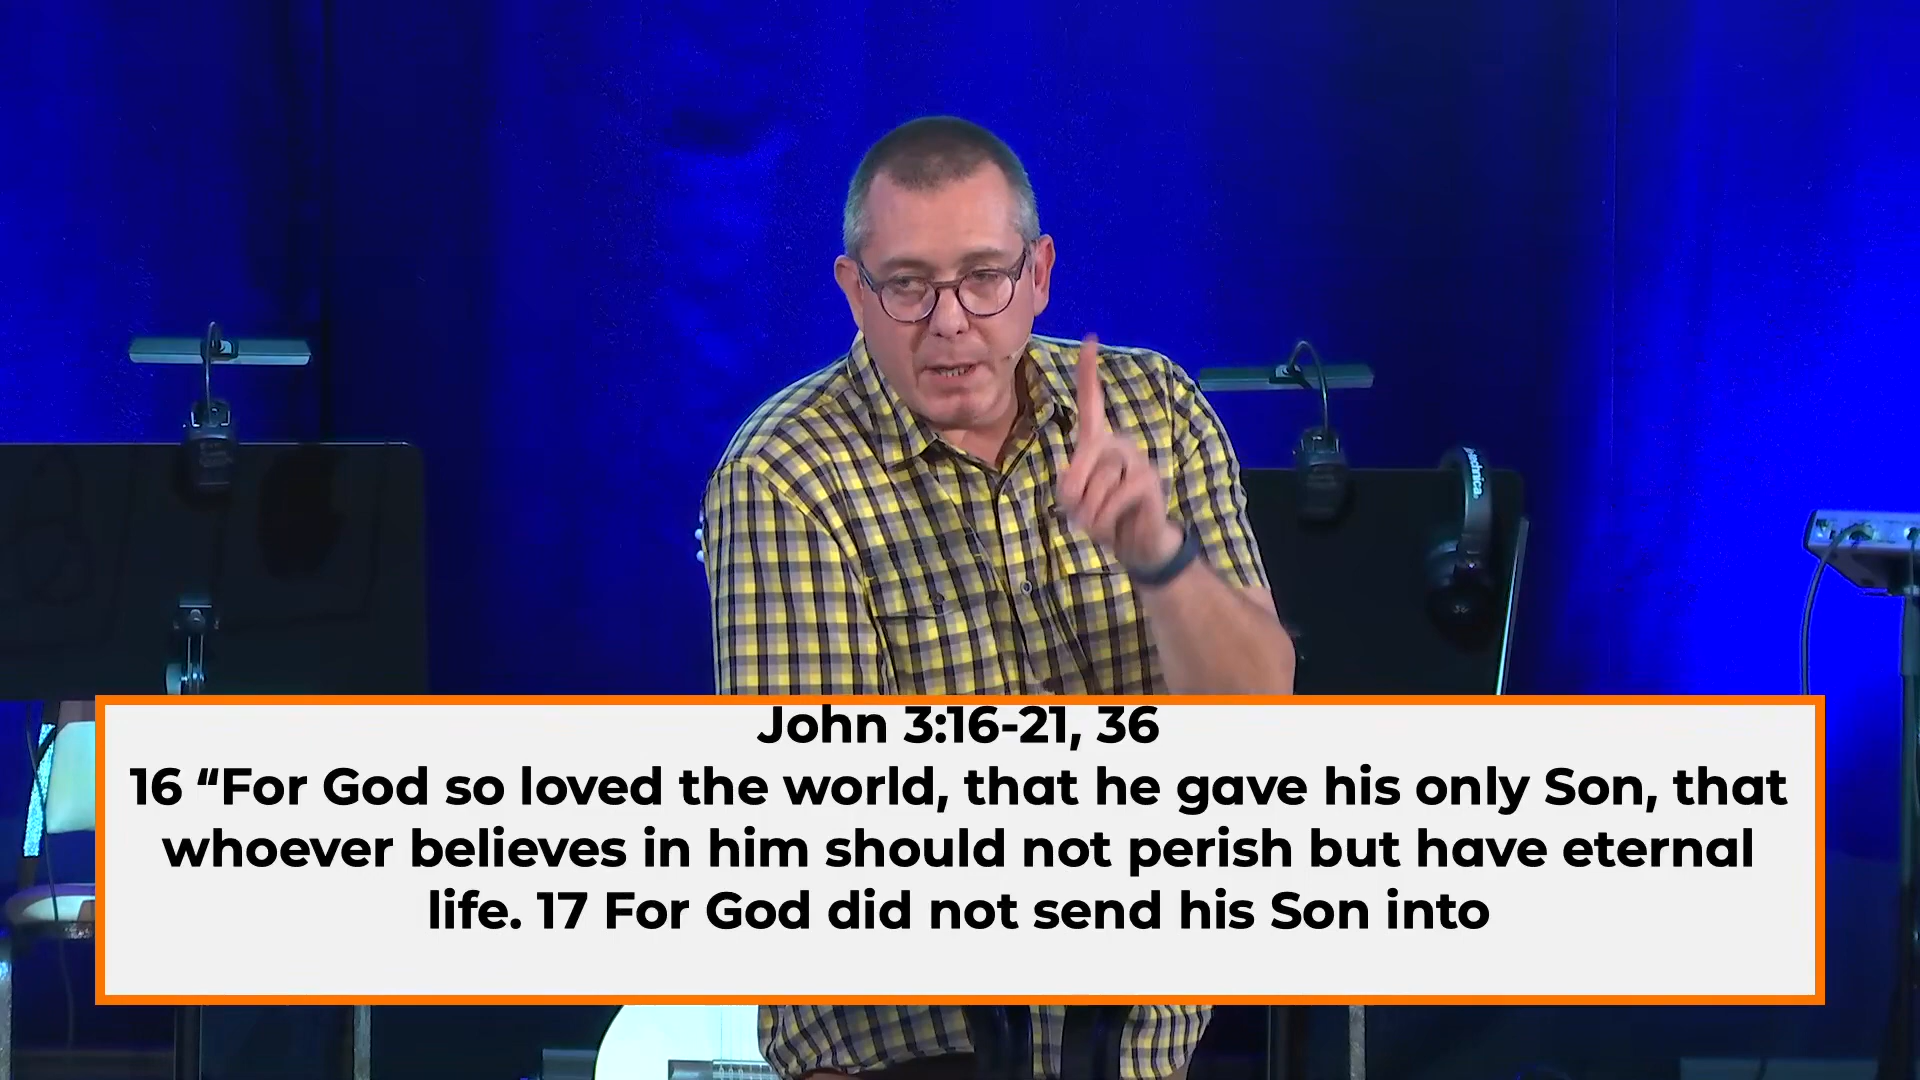 John 3:16-21, 36
16 “For God so loved the world, that he gave his only Son, that
whoever believes in him should not perish but have eternal
life. 17 For God did not send his Son into
technica